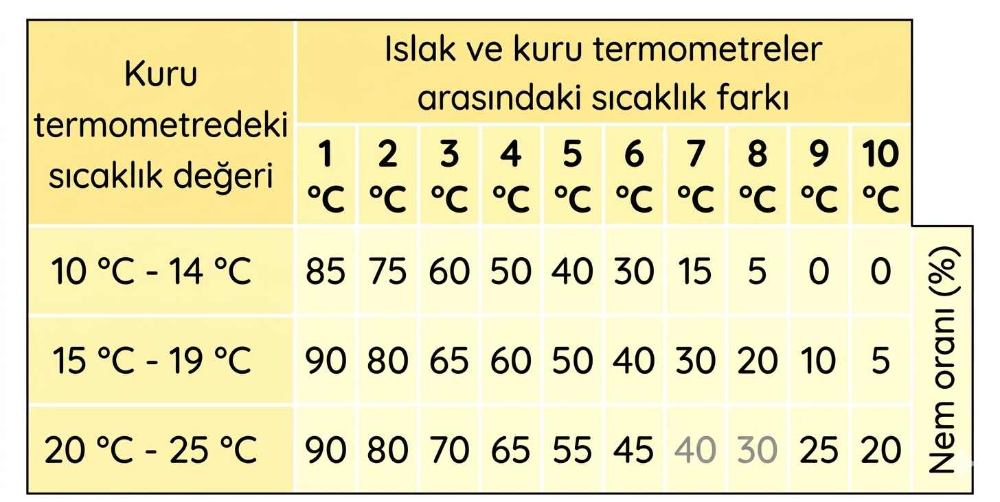 Kuru
termometredeki
sıcaklık değeri
Islak ve kuru termometreler
arasındaki sıcaklık farkı
1 2 3 4 5 6 7 8 9 10
°C °C °C °C °C °C °C °C °C °C
10 °C - 14 °C 85 75 60 50 40 30 15 5 0 0
15 °C - 19 °C 90 80 65 60 50 40 30 20 10 5
20 °C - 25 °C 90 80 70 65 55 45 40 30 25 20
Nem oranı (%)